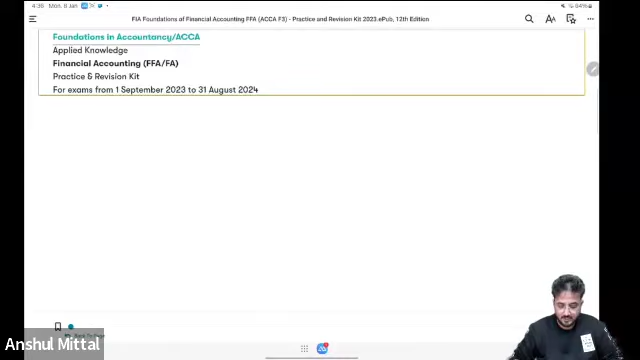 4:36 Mon, 8 Jan
84%
FIA Foundations of Financial Accounting FFA (ACCA F3) - Practice and Revision Kit 2023.ePub, 12th Edition
AA
Foundations in Accountancy/ACCA
Applied Knowledge
Financial Accounting (FFA/FA)
Practice & Revision Kit
For exams from 1 September 2023 to 31 August 2024
Anshul Mittal